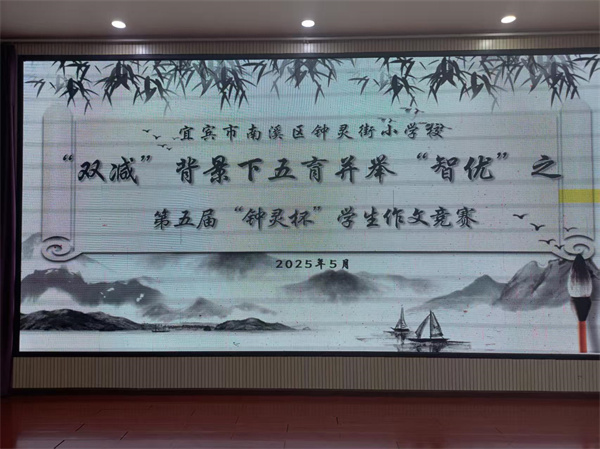 宜宾市南溪区钟灵街小学校
“双减”背景下五育并举“智优”之
第五届“钟灵杯”学生作文竞赛
2025年5月